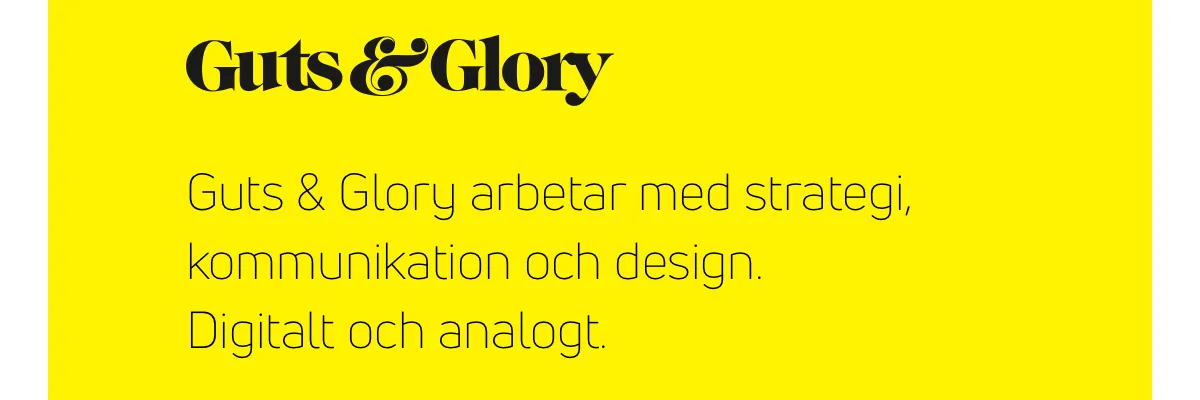 Guts & Glory
Guts & Glory arbetar med strategi,
kommunikation och design.
Digitalt och analogt.